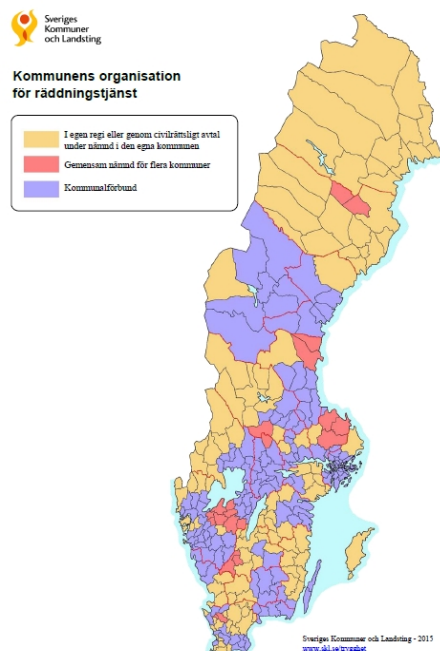 Sveriges
Kommuner
och Landsting
Kommunens organisation
för räddningstjänst
I egen regi eller genom civilrättsligt avtal
under nämnd i den egna kommunen
Gemensam nämnd för flera kommuner
Kommunalförbund
Sveriges Kommuner och Landsting - 2015
www.skl.se/trygghet